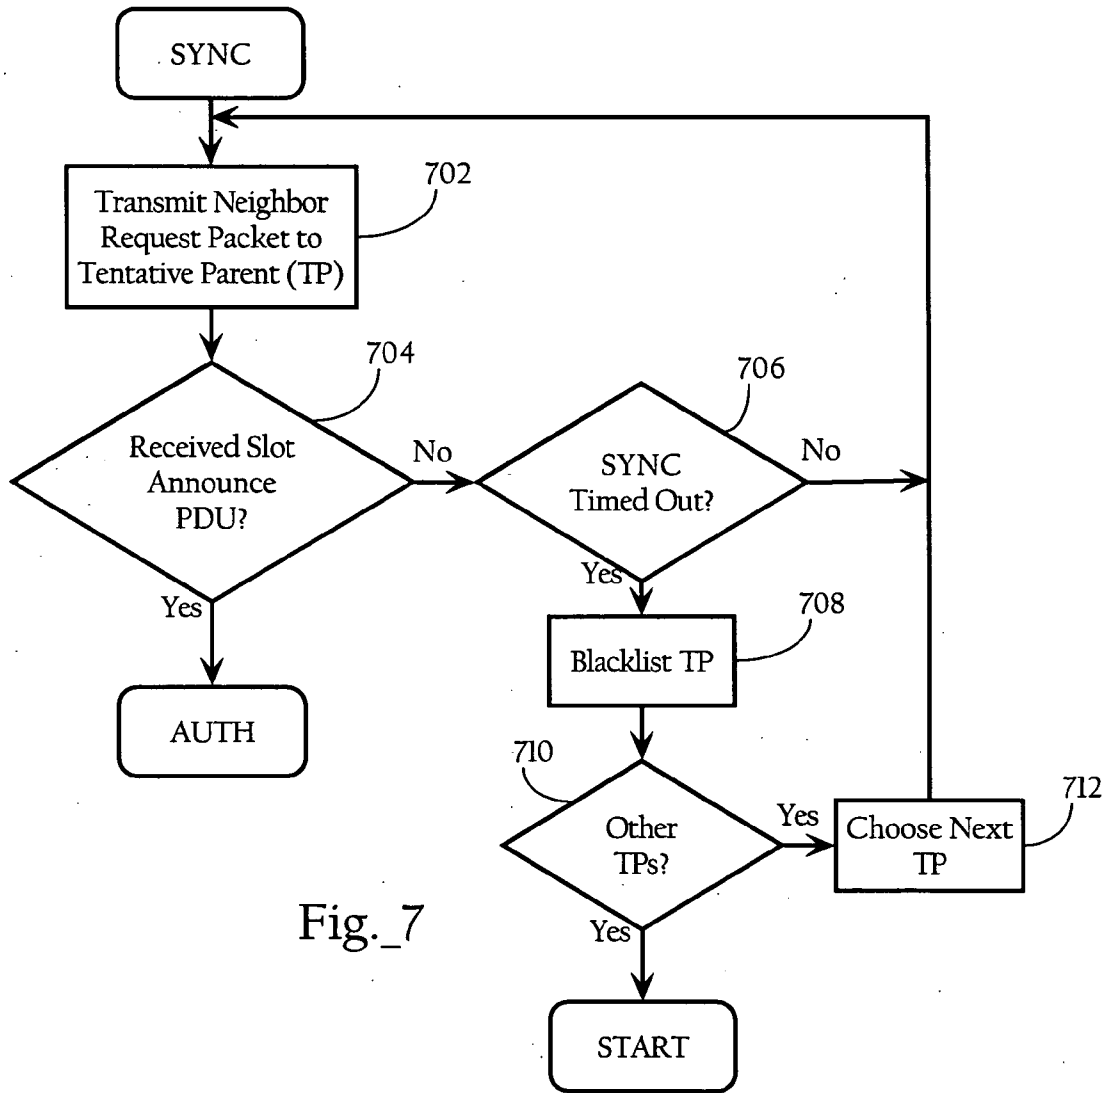 SYNC
702
Transmit Neighbor
Request Packet to
Tentative Parent (TP)
704
706
Received Slot
Announce
PDU?
No
SYNC
Timed Out?
No
Yes
Yes
708
Blacklist TP
AUTH
710
712
Other
TPs?
Yes
Choose Next
TP
Fig._7
Yes
START